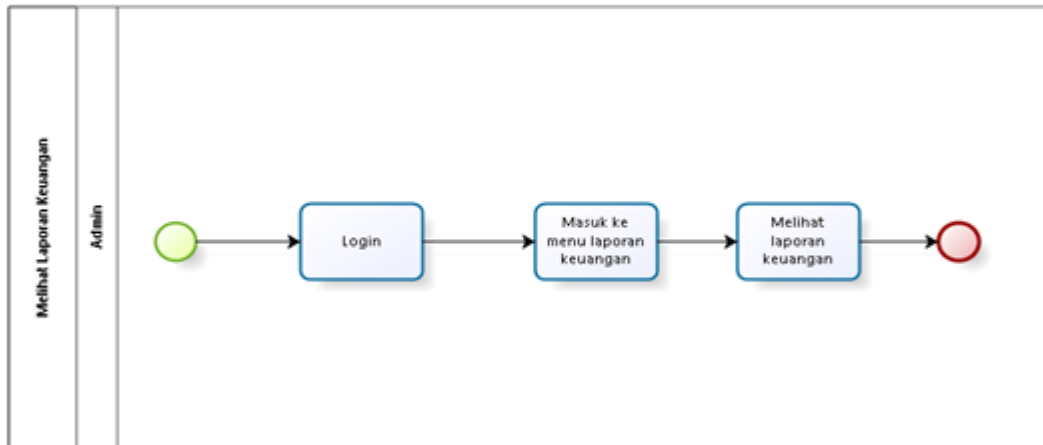 Melihat Laporan Keuangan
Admin
Login
Masuk ke
menu laporan
keuangan
Melihat
laporan
keuangan